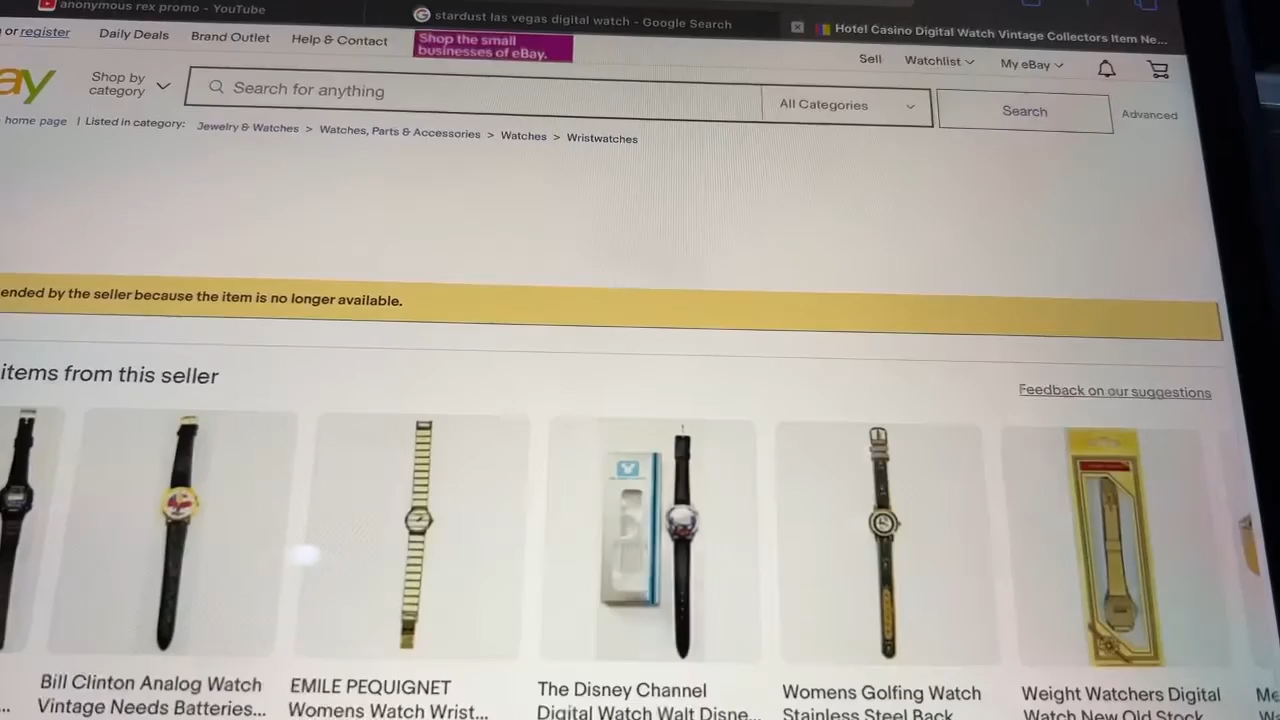 anonymous rex promo - YouTube
stardust las vegas digital watch - Google Search
Hotel Casino Digital Watch Vintage Collectors Item Ne...
or register
Daily Deals
Brand Outlet
Help & Contact
Shop the small
businesses of eBay.
Sell
Watchlist
My eBay
ay
Shop by
category
Search for anything
All Categories
Search
Advanced
home page | Listed in category: Jewelry & Watches > Watches, Parts & Accessories > Watches > Wristwatches
ended by the seller because the item is no longer available.
items from this seller
Feedback on our suggestions
Bill Clinton Analog Watch
Vintage Needs Batteries...
EMILE PEQUIGNET
Womens Watch Wrist...
The Disney Channel
Digital Watch Walt Disne...
Womens Golfing Watch
Stainless Steel Back
Weight Watchers Digital
Watch New Old Stock